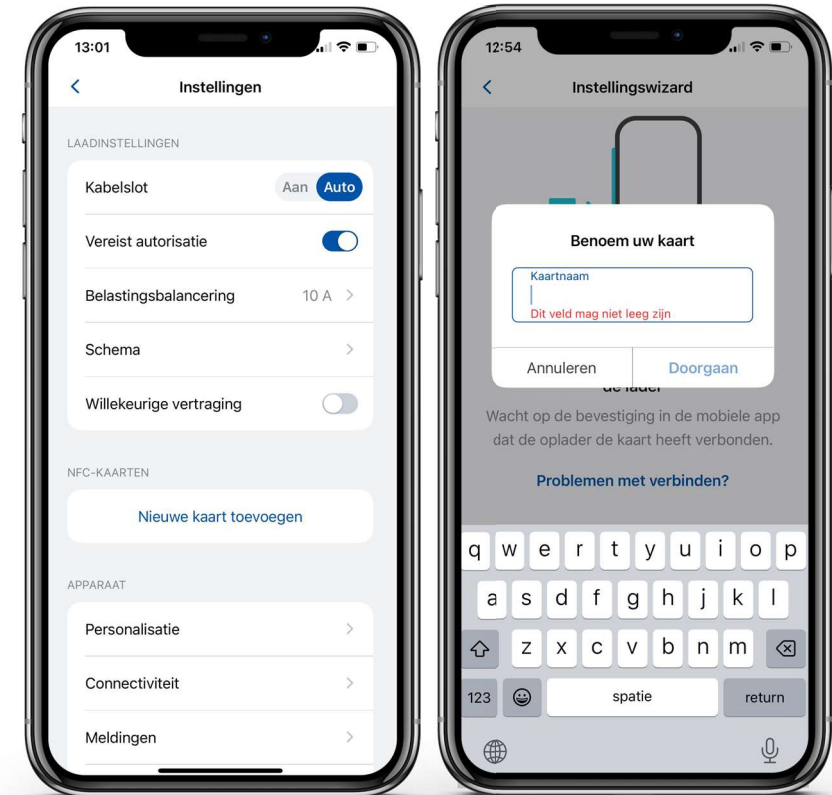 13:01
Instellingen
LAADINSTELLINGEN
Kabelslot Aan Auto
Vereist autorisatie
Belastingsbalancering 10 A
Schema
Willekeurige vertraging
NFC-KAARTEN
Nieuwe kaart toevoegen
APPARAAT
Personalisatie
Connectiviteit
Meldingen
12:54
Instellingswizard
Benoem uw kaart
Kaartnaam
Dit veld mag niet leeg zijn
Annuleren Doorgaan
de lader
Wacht op de bevestiging in de mobiele app
dat de oplader de kaart heeft verbonden.
Problemen met verbinden?
q w e r t y u i o p
a s d f g h j k l
z x c v b n m
123 spatie return